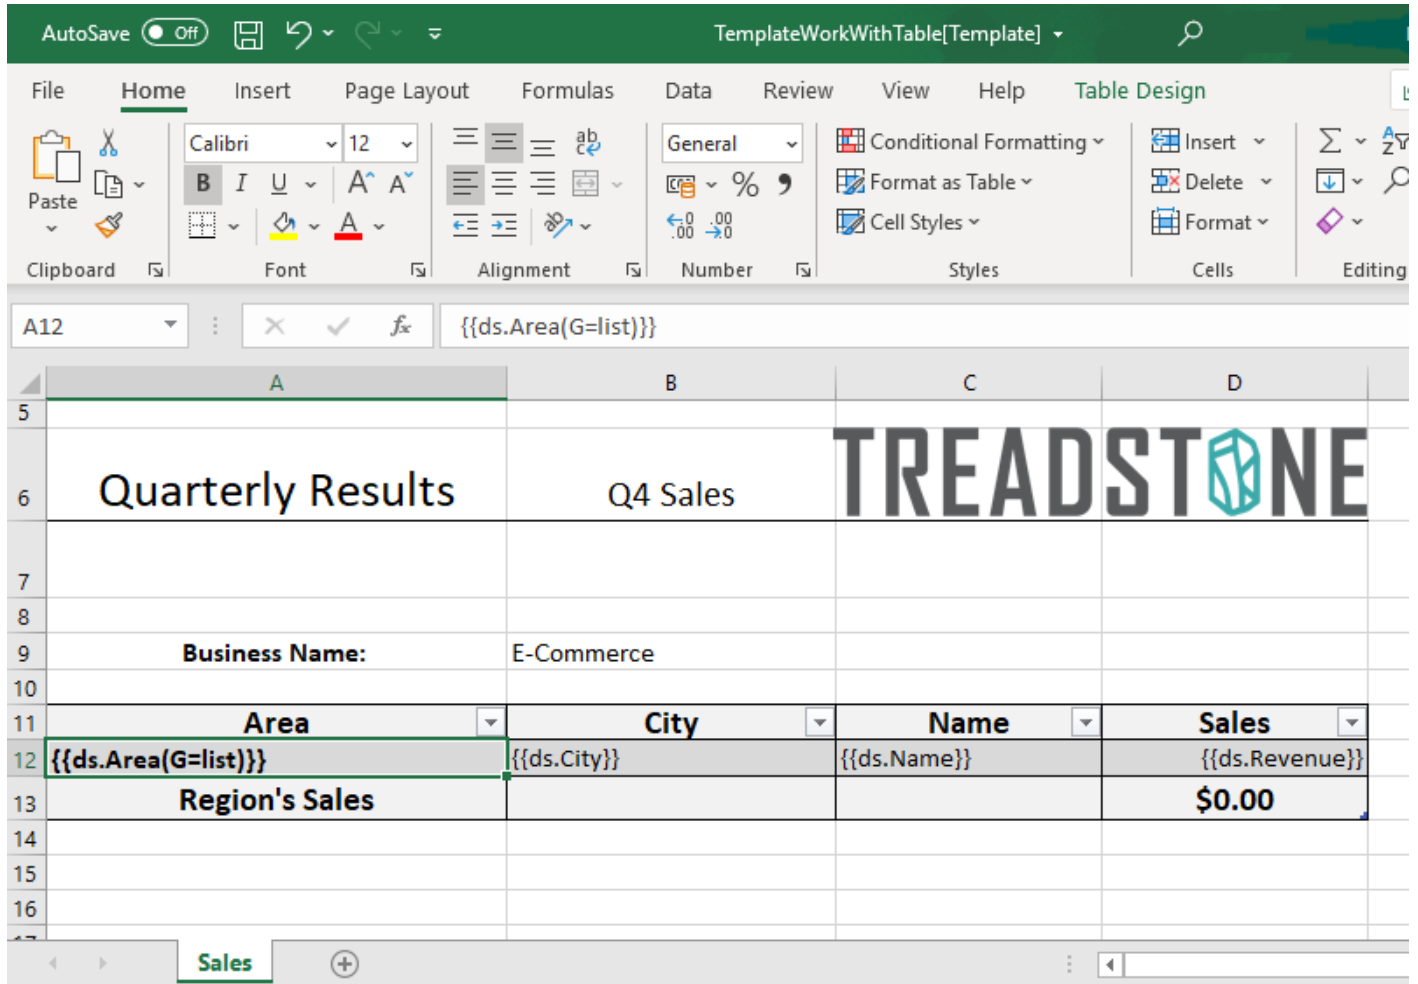 AutoSave Off TemplateWorkWithTable[Template]
File Home Insert Page Layout Formulas Data Review View Help Table Design
Paste Calibri 12 ab General Conditional Formatting Insert
B I U A A % Format as Table Delete
A Cell Styles Format
Clipboard Font Alignment Number Styles Cells Editing
A12 fx {{ds.Area(G=list)}}
A B C D
5
6 Quarterly Results Q4 Sales TREADSTONE
7
8
9 Business Name: E-Commerce
10
11 Area City Name Sales
12 {{ds.Area(G=list)}} {{ds.City}} {{ds.Name}} {{ds.Revenue}}
13 Region's Sales $0.00
14
15
16
Sales